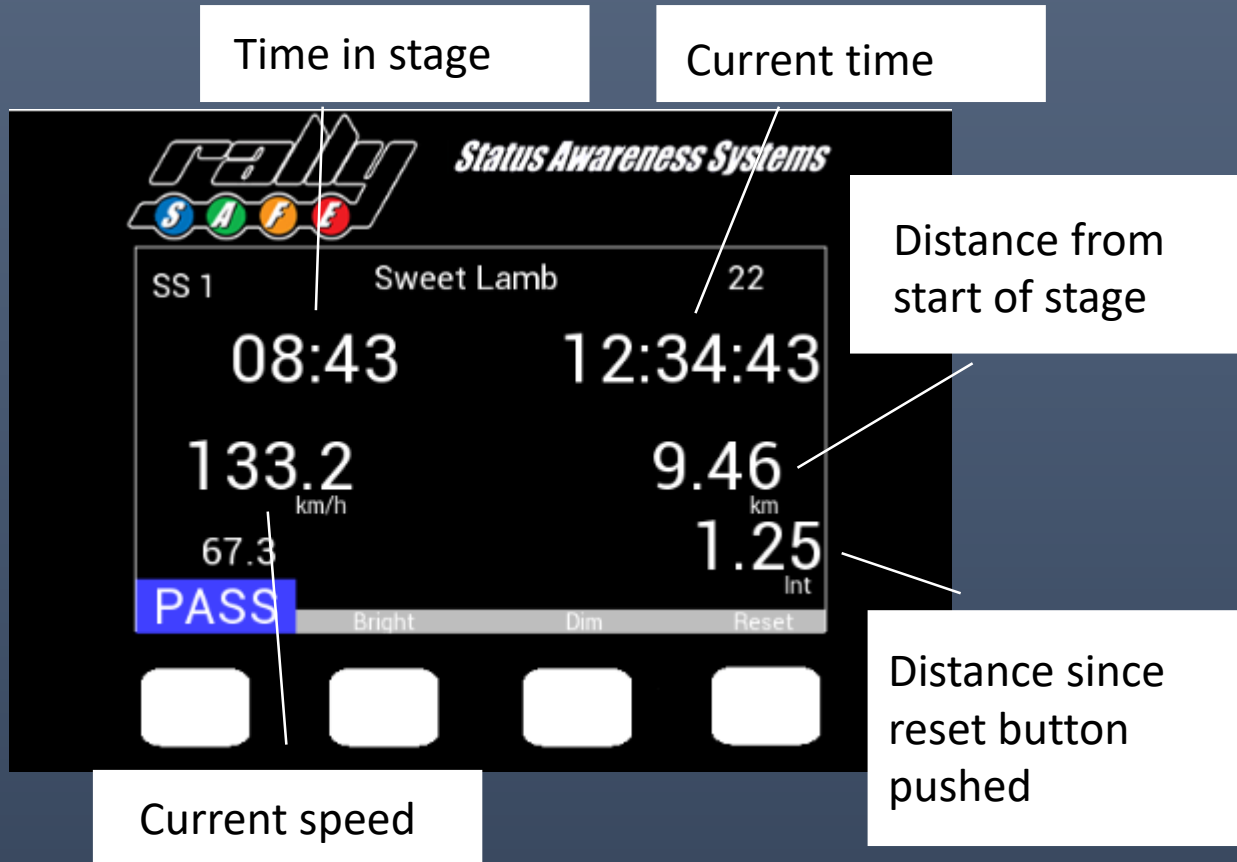 Time in stage
Current time
rally
SAFE
Status Awareness Systems
Distance from
start of stage
SS 1 Sweet Lamb 22
08:43 12:34:43
133.2 km/h 9.46 km
67.3 1.25 Int
PASS Bright Dim Reset
Distance since
reset button
pushed
Current speed